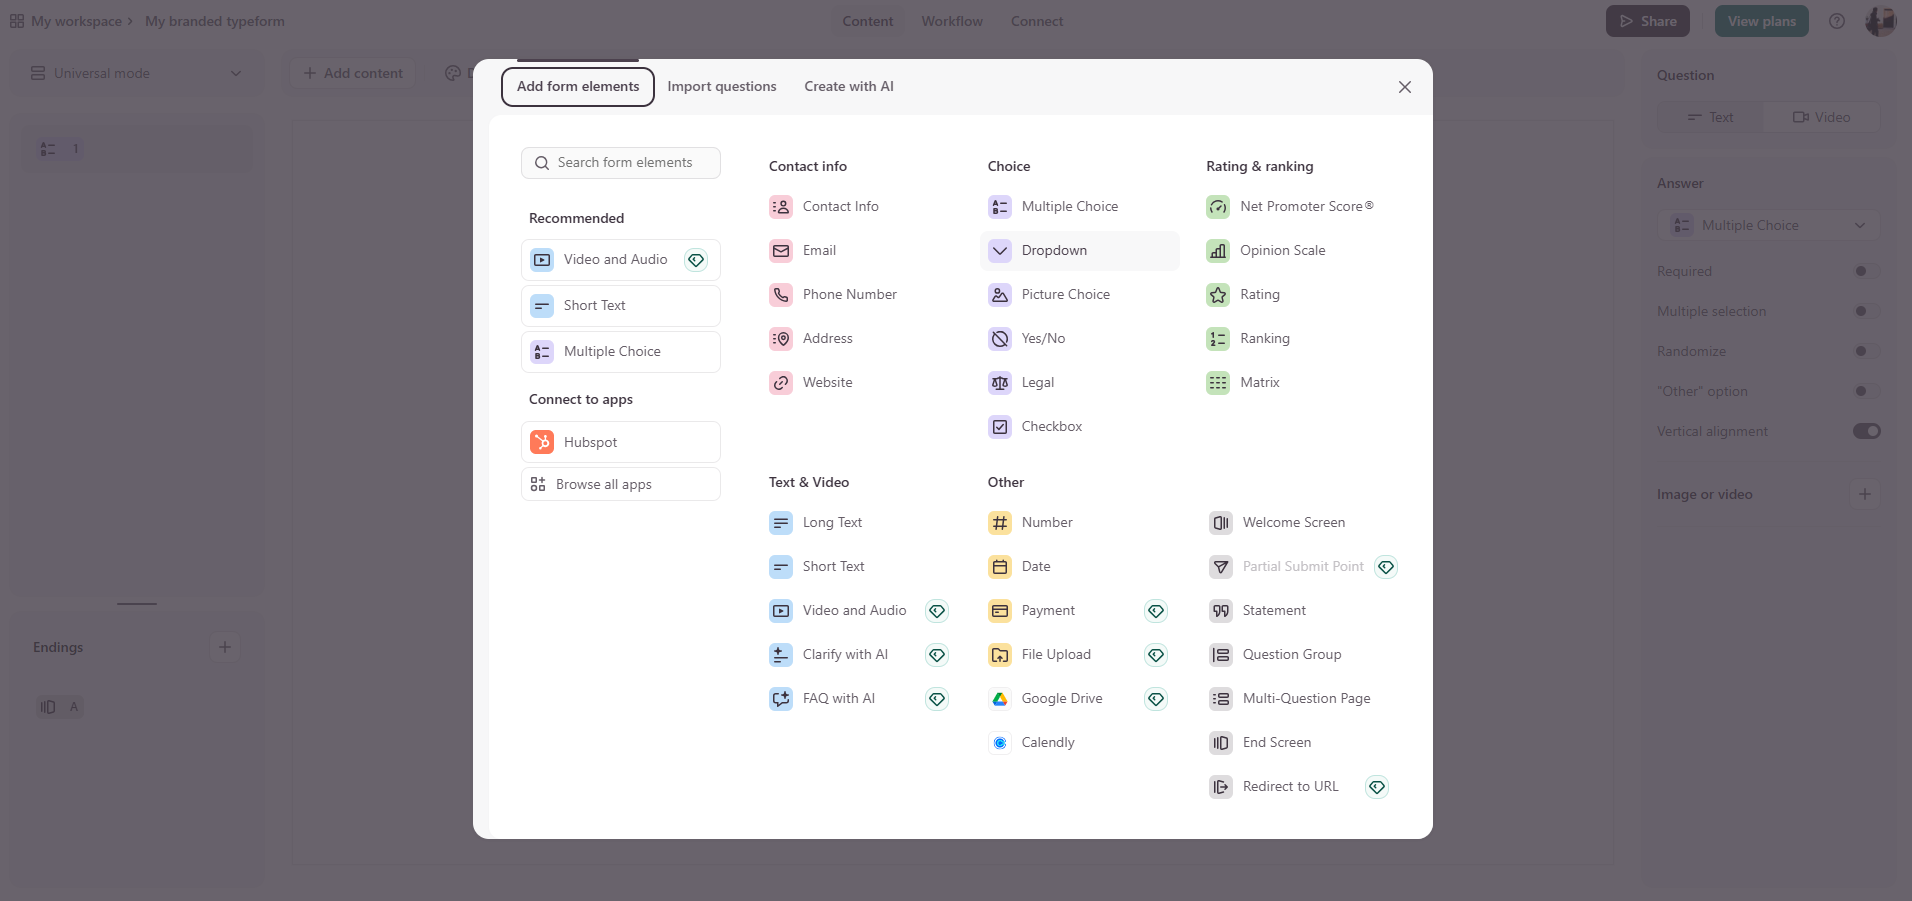 My workspace
My branded typeform
Content
Workflow
Connect
Share
View plans
Universal mode
Add content
1
Endings
A
Add form elements
Import questions
Create with AI
Search form elements
Recommended
Video and Audio
Short Text
Multiple Choice
Connect to apps
Hubspot
Browse all apps
Contact info
Contact Info
Email
Phone Number
Address
Website
Choice
Multiple Choice
Dropdown
Picture Choice
Yes/No
Legal
Checkbox
Rating & ranking
Net Promoter Score®
Opinion Scale
Rating
Ranking
Matrix
Text & Video
Long Text
Short Text
Video and Audio
Clarify with AI
FAQ with AI
Other
Number
Date
Payment
File Upload
Google Drive
Calendly
Welcome Screen
Partial Submit Point
Statement
Question Group
Multi-Question Page
End Screen
Redirect to URL
Question
Text
Video
Answer
Multiple Choice
Required
Multiple selection
Randomize
"Other" option
Vertical alignment
Image or video